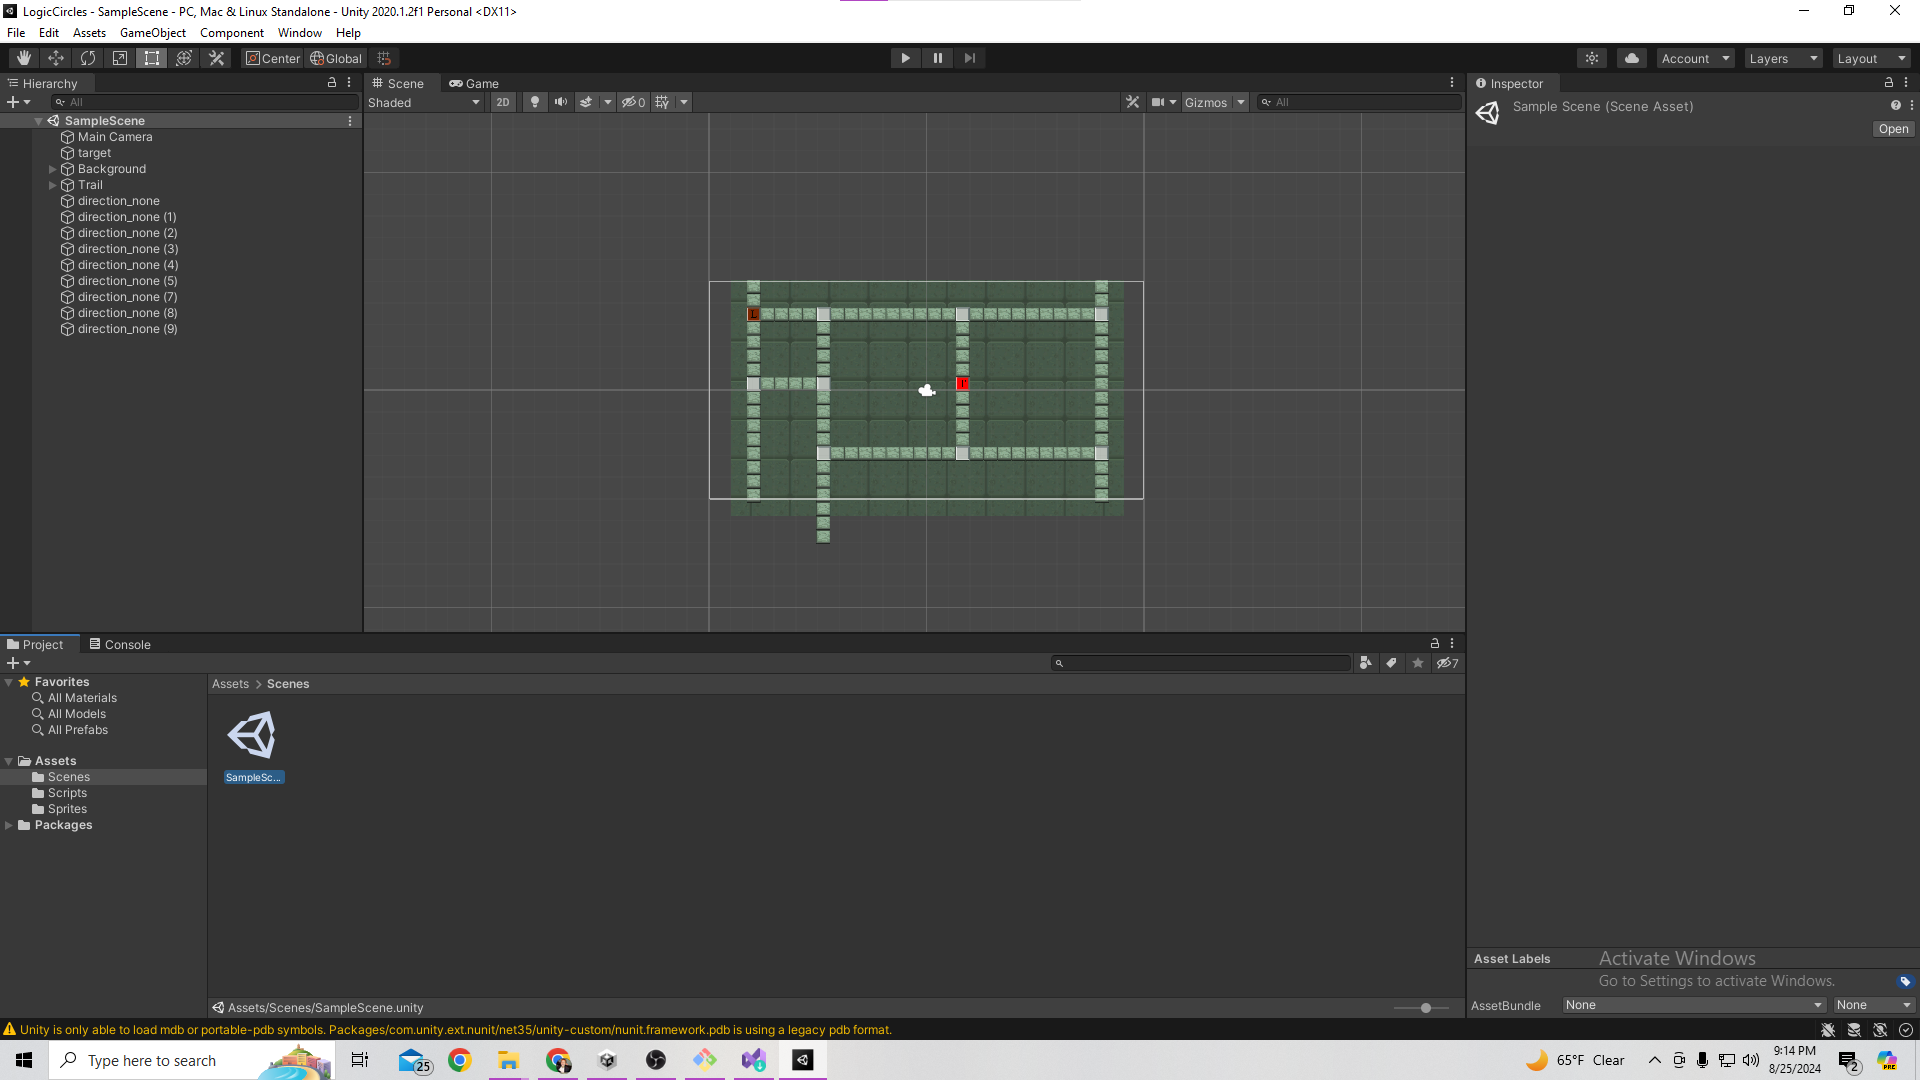 LogicCircles - SampleScene - PC, Mac & Linux Standalone - Unity 2020.1.2f1 Personal <DX11>
File Edit Assets GameObject Component Window Help
Center Global Account Layers Layout
Hierarchy
All
SampleScene
Main Camera
target
Background
Trail
direction_none
direction_none (1)
direction_none (2)
direction_none (3)
direction_none (4)
direction_none (5)
direction_none (7)
direction_none (8)
direction_none (9)
Scene Game
Shaded 2D 0 Gizmos All
L
T
Inspector
Sample Scene (Scene Asset)
Open
Project Console
7
Favorites
All Materials
All Models
All Prefabs
Assets
Scenes
Scripts
Sprites
Packages
Assets > Scenes
SampleSc...
Assets/Scenes/SampleScene.unity
Asset Labels
Activate Windows
Go to Settings to activate Windows.
AssetBundle None None
Unity is only able to load mdb or portable-pdb symbols. Packages/com.unity.ext.nunit/net35/unity-custom/nunit.framework.pdb is using a legacy pdb format.
Type here to search
25
65°F Clear
9:14 PM
8/25/2024
2
PRE